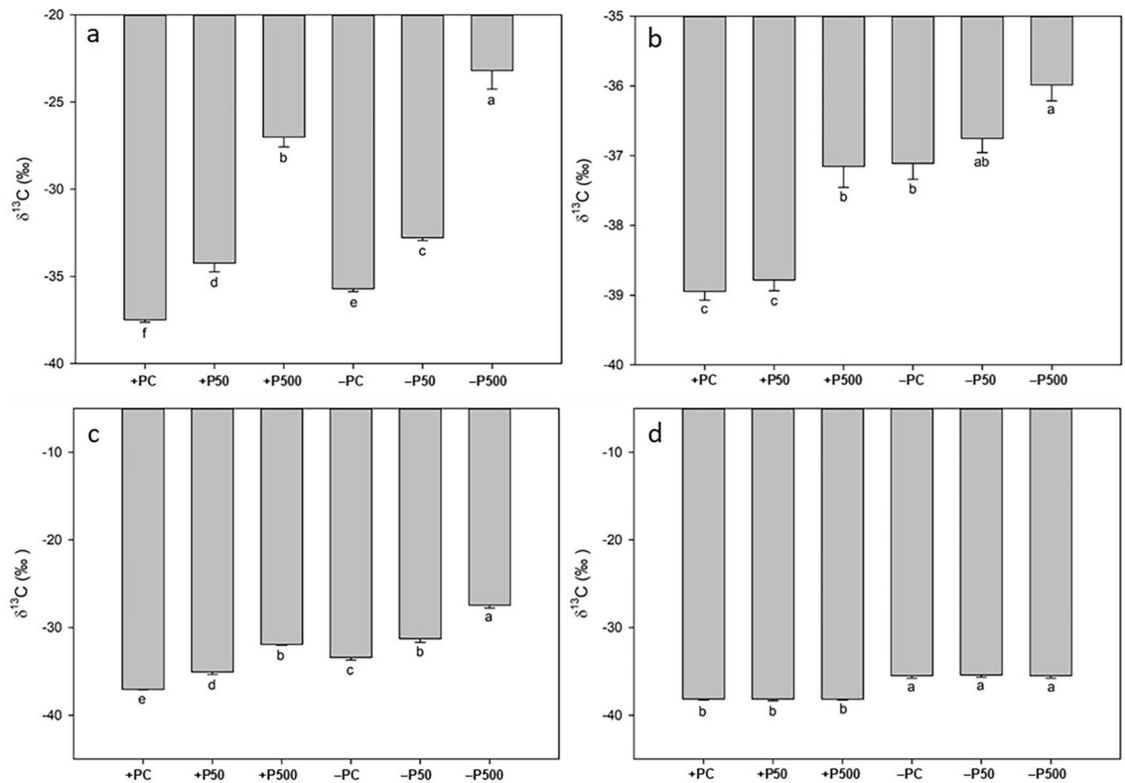 a
δ13C (‰)
-20
-25
-30
-35
-40
f
d
b
e
c
a
+PC +P50 +P500 –PC –P50 –P500
b
δ13C (‰)
-35
-36
-37
-38
-39
-40
c
c
b
b
ab
a
+PC +P50 +P500 –PC –P50 –P500
c
δ13C (‰ )
-10
-20
-30
-40
e
d
b
c
b
a
+PC +P50 +P500 –PC –P50 –P500
d
δ13C (‰ )
-10
-20
-30
-40
b
b
b
a
a
a
+PC +P50 +P500 –PC –P50 –P500